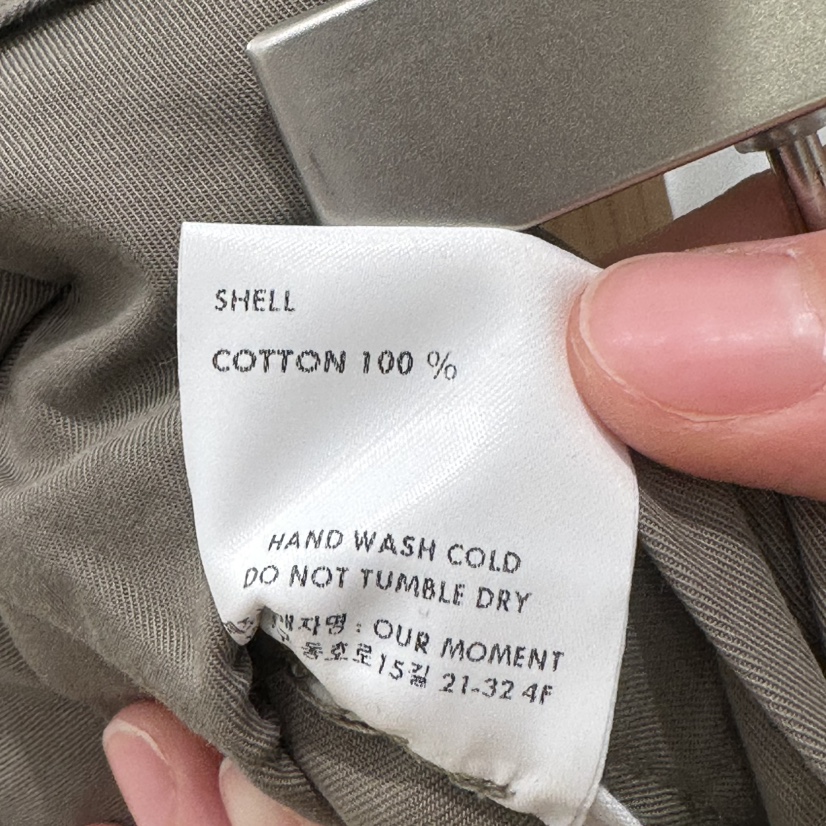 SHELL
COTTON 100 %
HAND WASH COLD
DO NOT TUMBLE DRY
매자명 : OUR MOMENT
동호로15길 21-32 4F